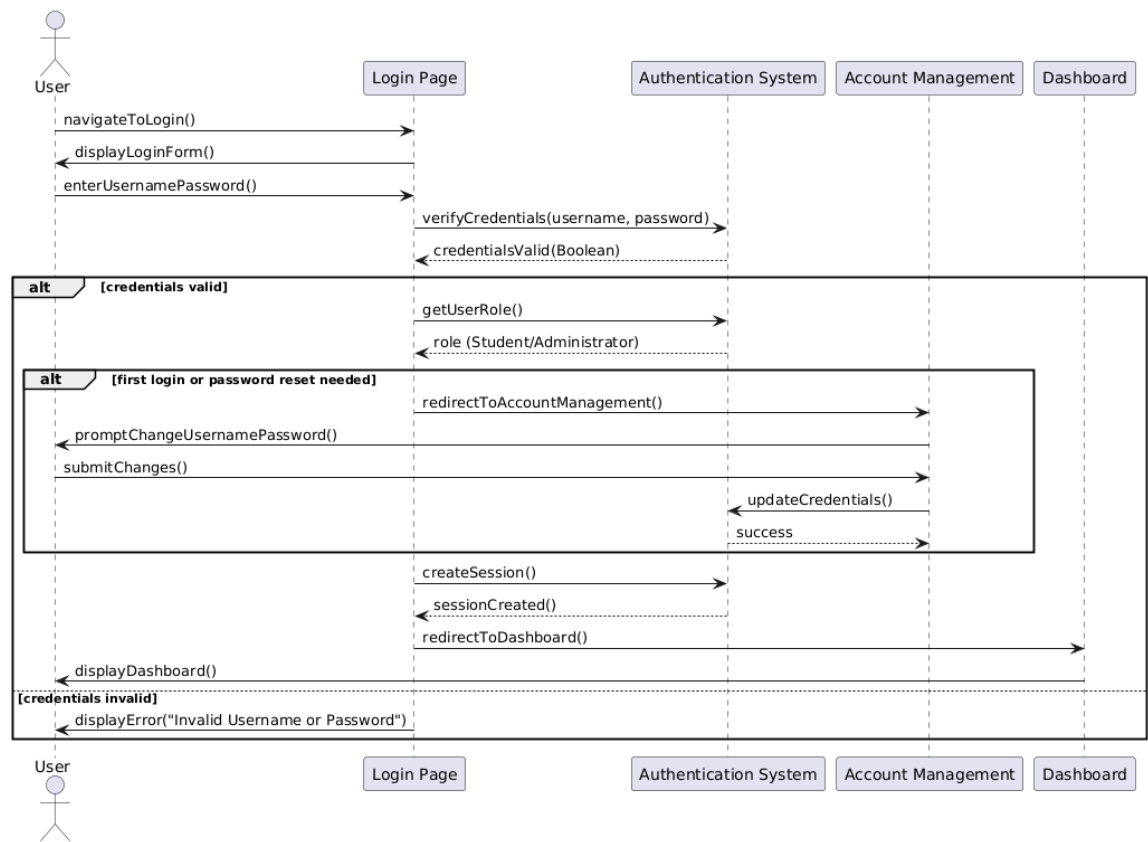 User
Login Page
Authentication System
Account Management
Dashboard
navigateToLogin()
displayLoginForm()
enterUsernamePassword()
verifyCredentials(username, password)
credentialsValid(Boolean)
alt [credentials valid]
getUserRole()
role (Student/Administrator)
alt [first login or password reset needed]
redirectToAccountManagement()
promptChangeUsernamePassword()
submitChanges()
updateCredentials()
success
createSession()
sessionCreated()
redirectToDashboard()
displayDashboard()
[credentials invalid]
displayError("Invalid Username or Password")
User
Login Page
Authentication System
Account Management
Dashboard